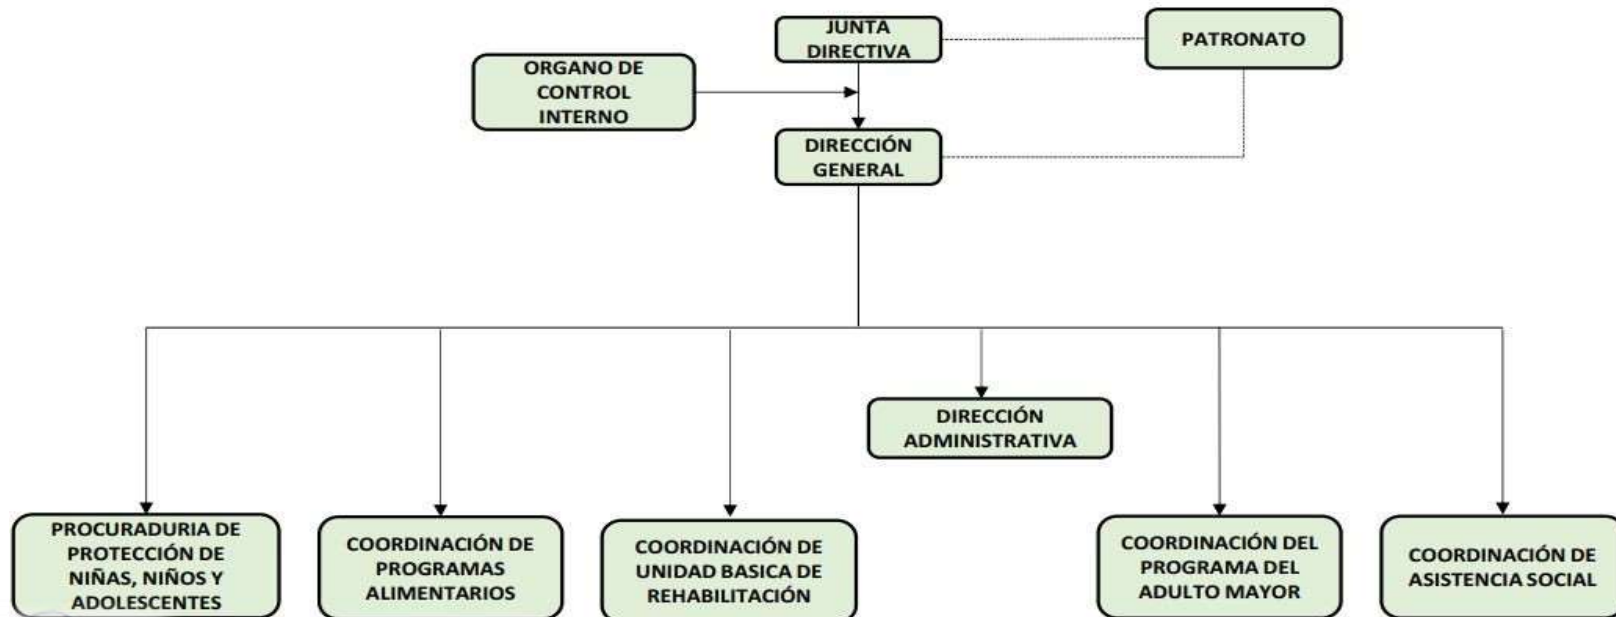 JUNTA
DIRECTIVA
PATRONATO
ORGANO DE
CONTROL
INTERNO
DIRECCIÓN
GENERAL
DIRECCIÓN
ADMINISTRATIVA
PROCURADURIA DE
PROTECCIÓN DE
NIÑAS, NIÑOS Y
ADOLESCENTES
COORDINACIÓN DE
PROGRAMAS
ALIMENTARIOS
COORDINACIÓN DE
UNIDAD BASICA DE
REHABILITACIÓN
COORDINACIÓN DEL
PROGRAMA DEL
ADULTO MAYOR
COORDINACIÓN DE
ASISTENCIA SOCIAL